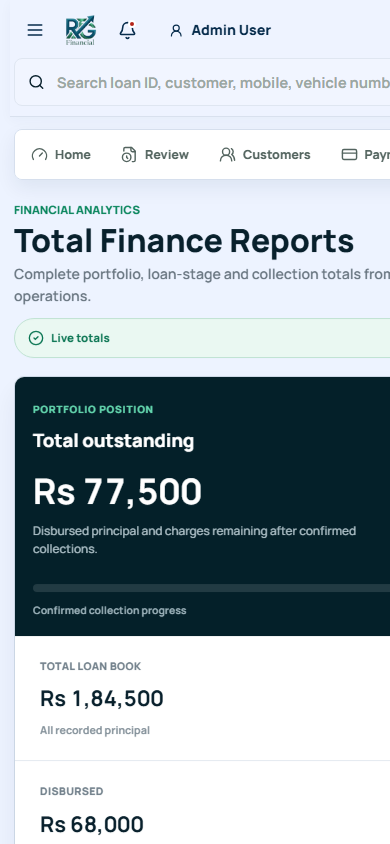 RG
Financial
Admin User
Search loan ID, customer, mobile, vehicle numb
Home
Review
Customers
Payr
FINANCIAL ANALYTICS
Total Finance Reports
Complete portfolio, loan-stage and collection totals from
operations.
Live totals
PORTFOLIO POSITION
Total outstanding
Rs 77,500
Disbursed principal and charges remaining after confirmed
collections.
Confirmed collection progress
TOTAL LOAN BOOK
Rs 1,84,500
All recorded principal
DISBURSED
Rs 68,000